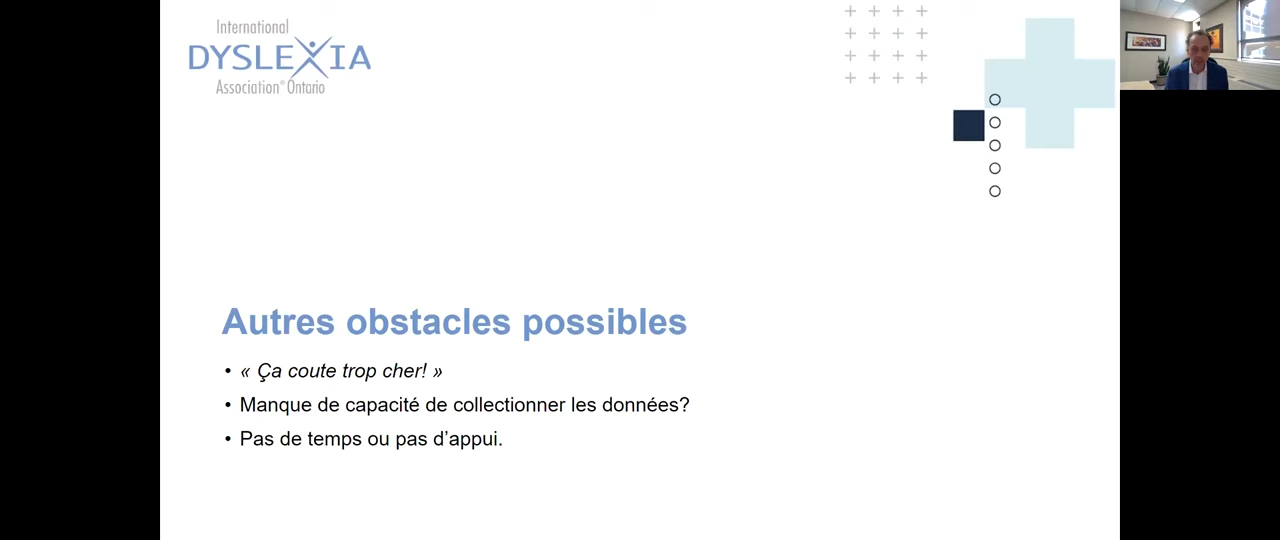 International
DYSLEXIA
Association® Ontario
Autres obstacles possibles
• « Ça coute trop cher! »
• Manque de capacité de collectionner les données?
• Pas de temps ou pas d’appui.